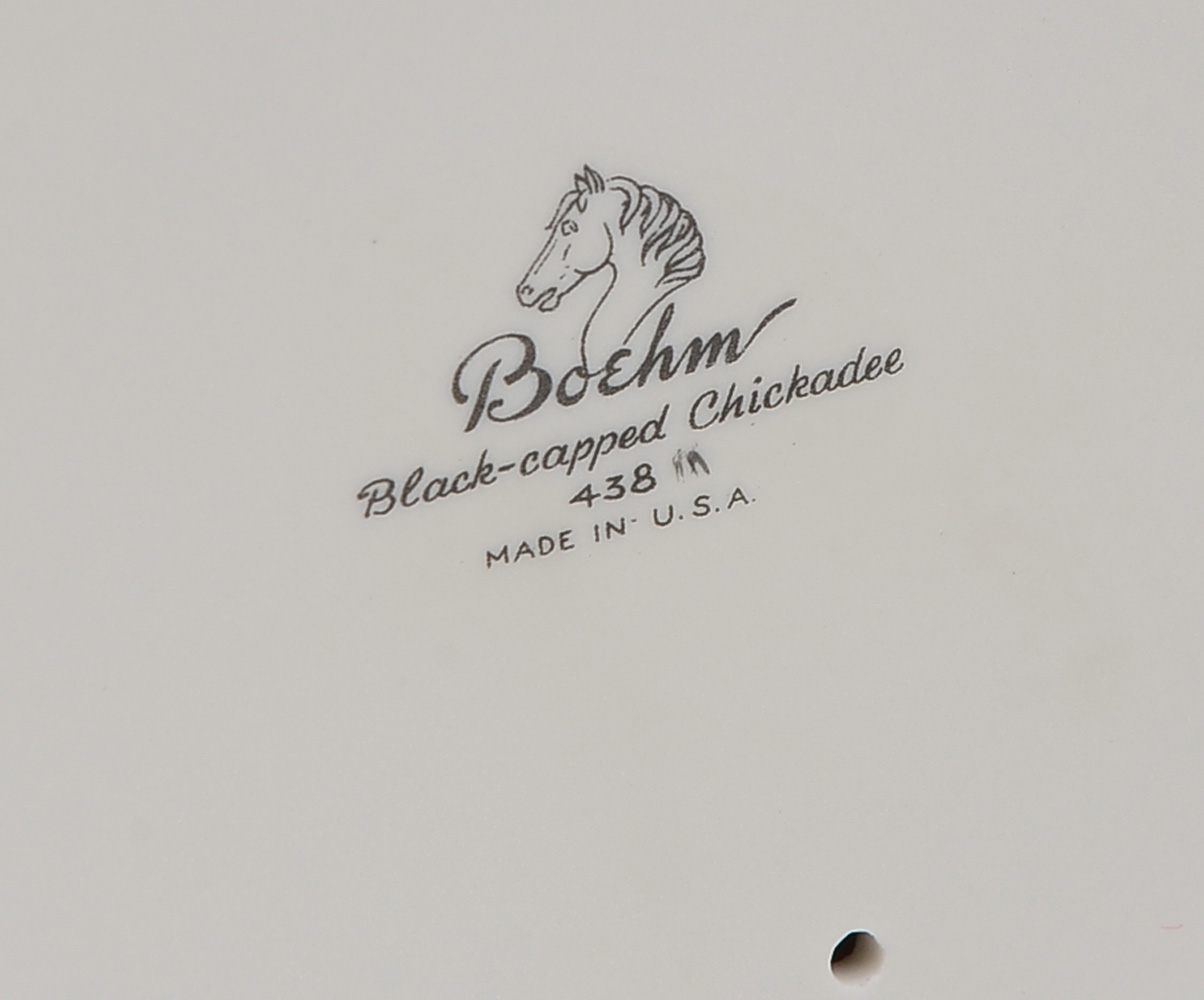 Boehm
Black-capped Chickadee
438
MADE IN U.S.A.